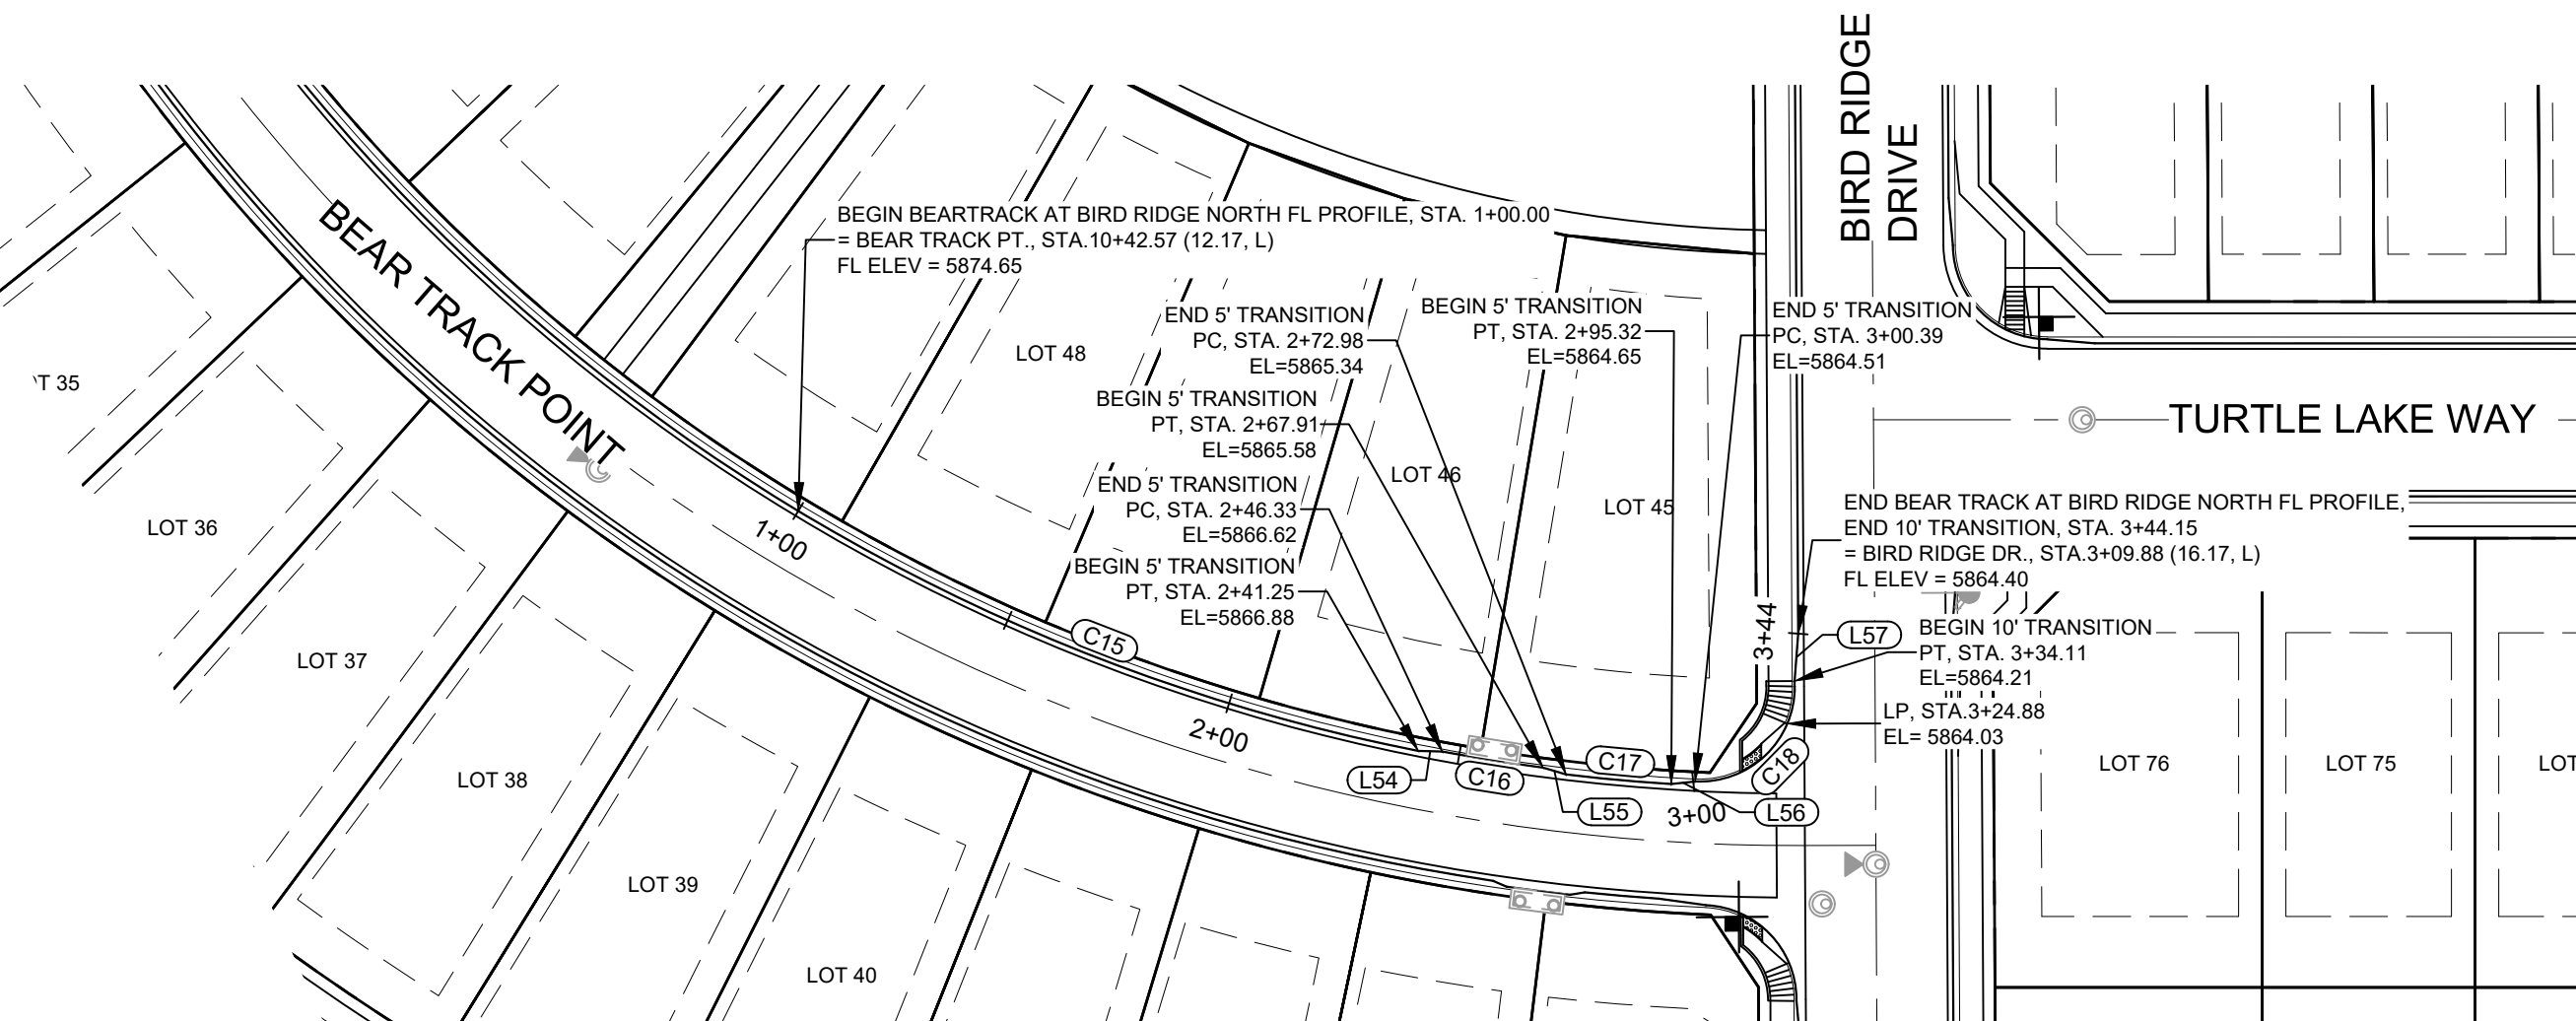 BIRD RIDGE
DRIVE
BEAR TRACK POINT
BEGIN BEARTRACK AT BIRD RIDGE NORTH FL PROFILE, STA. 1+00.00
= BEAR TRACK PT., STA.10+42.57 (12.17, L)
FL ELEV = 5874.65
END 5' TRANSITION
PC, STA. 2+72.98
EL=5865.34
BEGIN 5' TRANSITION
PT, STA. 2+95.32
EL=5864.65
END 5' TRANSITION
PC, STA. 3+00.39
EL=5864.51
BEGIN 5' TRANSITION
PT, STA. 2+67.91
EL=5865.58
END 5' TRANSITION
PC, STA. 2+46.33
EL=5866.62
BEGIN 5' TRANSITION
PT, STA. 2+41.25
EL=5866.88
TURTLE LAKE WAY
END BEAR TRACK AT BIRD RIDGE NORTH FL PROFILE,
END 10' TRANSITION, STA. 3+44.15
= BIRD RIDGE DR., STA.3+09.88 (16.17, L)
FL ELEV = 5864.40
BEGIN 10' TRANSITION
PT, STA. 3+34.11
EL=5864.21
LP, STA.3+24.88
EL= 5864.03
LOT 48
LOT 46
LOT 45
T 35
LOT 36
LOT 37
LOT 38
LOT 39
LOT 40
LOT 76
LOT 75
LOT
1+00
2+00
3+00
3+44
C15
C16
C17
C18
L54
L55
L56
L57